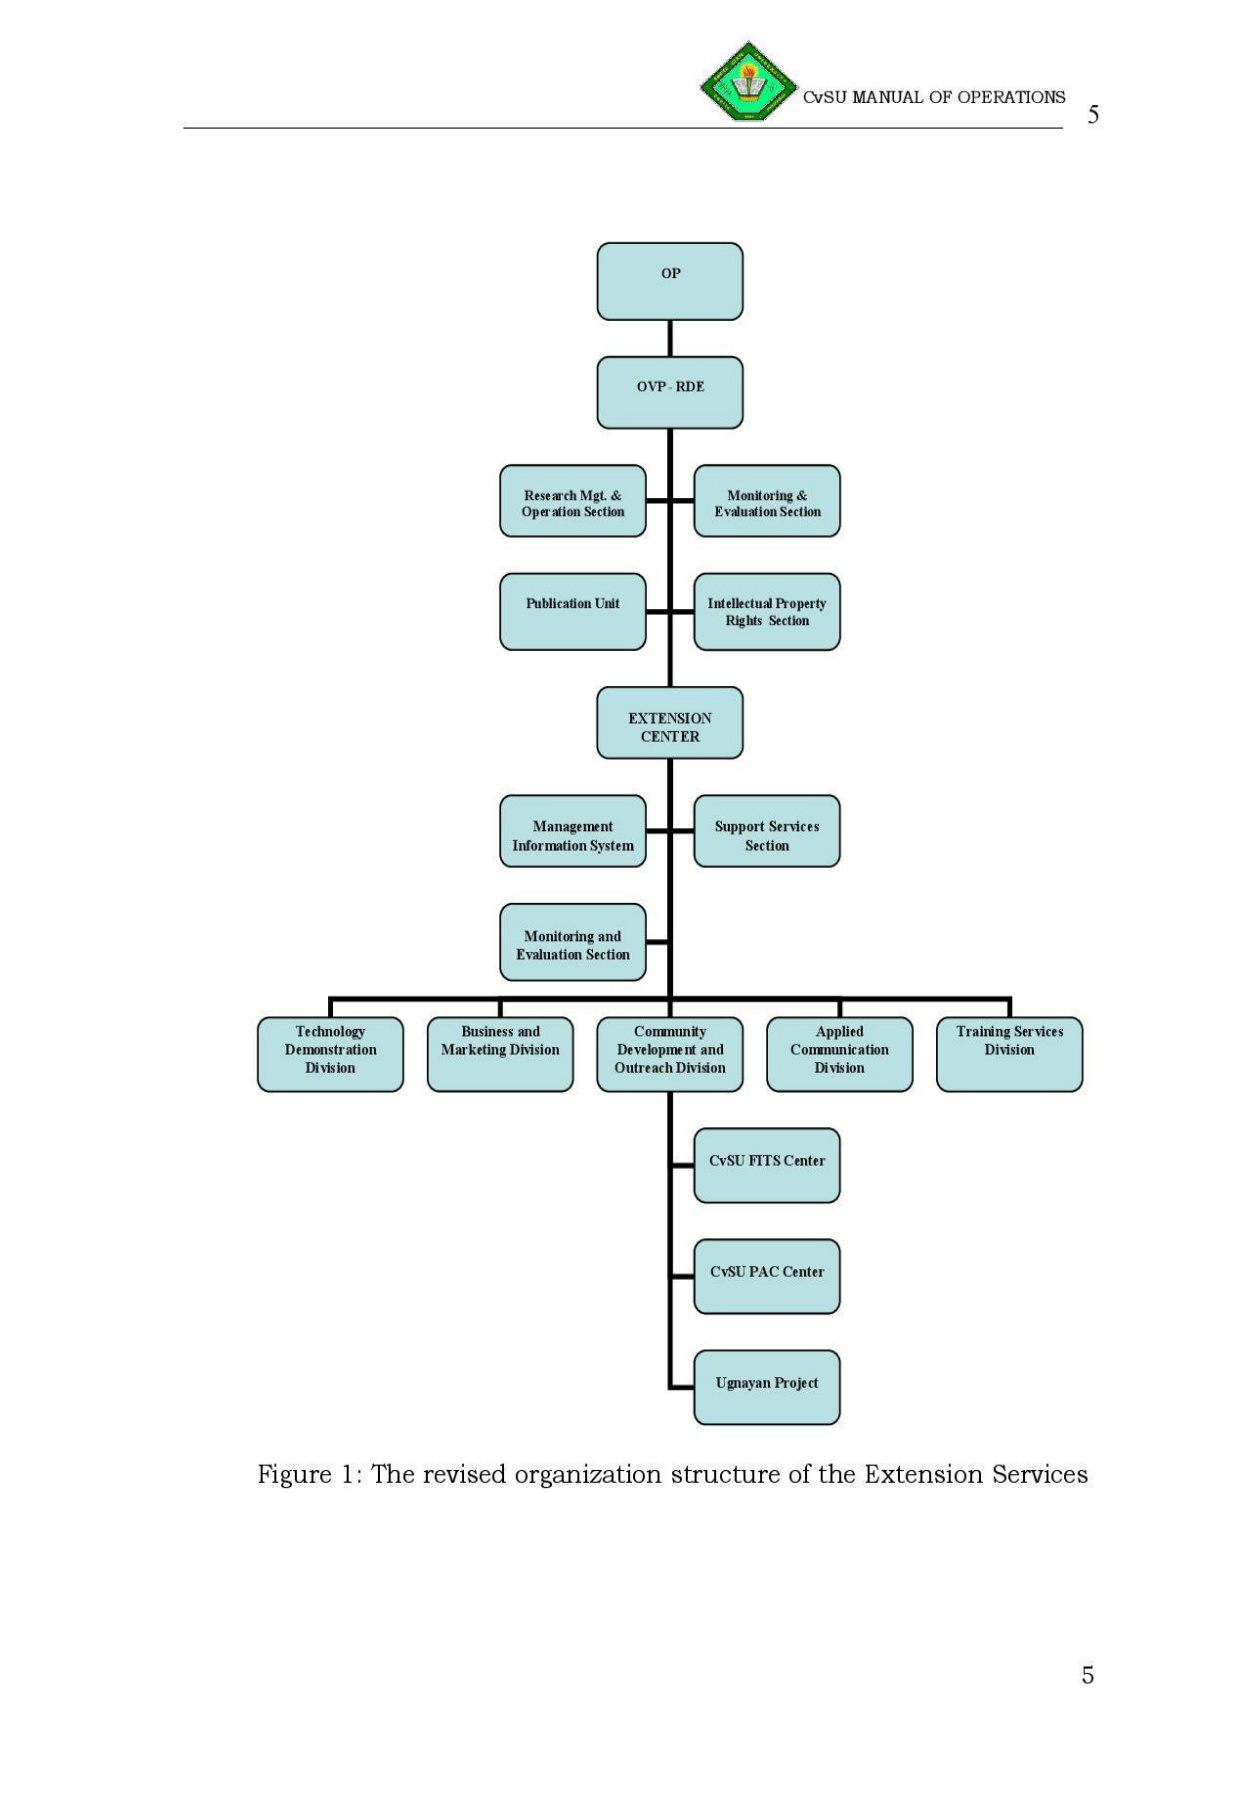 CvSU MANUAL OF OPERATIONS
5
OP
OVP- RDE
Research Mgt. &
Operation Section
Monitoring &
Evaluation Section
Publication Unit
Intellectual Property
Rights Section
EXTENSION
CENTER
Management
Information System
Support Services
Section
Monitoring and
Evaluation Section
Technology
Demonstration
Division
Business and
Marketing Division
Community
Development and
Outreach Division
Applied
Communication
Division
Training Services
Division
CvSU FITS Center
CvSU PAC Center
Ugnayan Project
Figure 1: The revised organization structure of the Extension Services
5